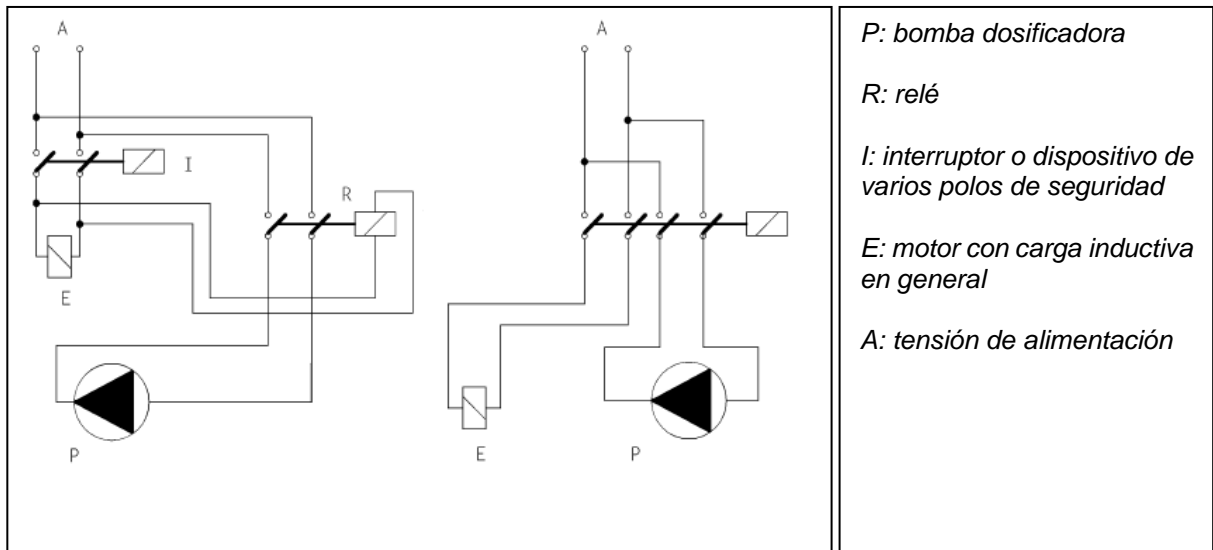 A
A
I
R
E
P
E
P
P: bomba dosificadora
R: relé
I: interruptor o dispositivo de
varios polos de seguridad
E: motor con carga inductiva
en general
A: tensión de alimentación